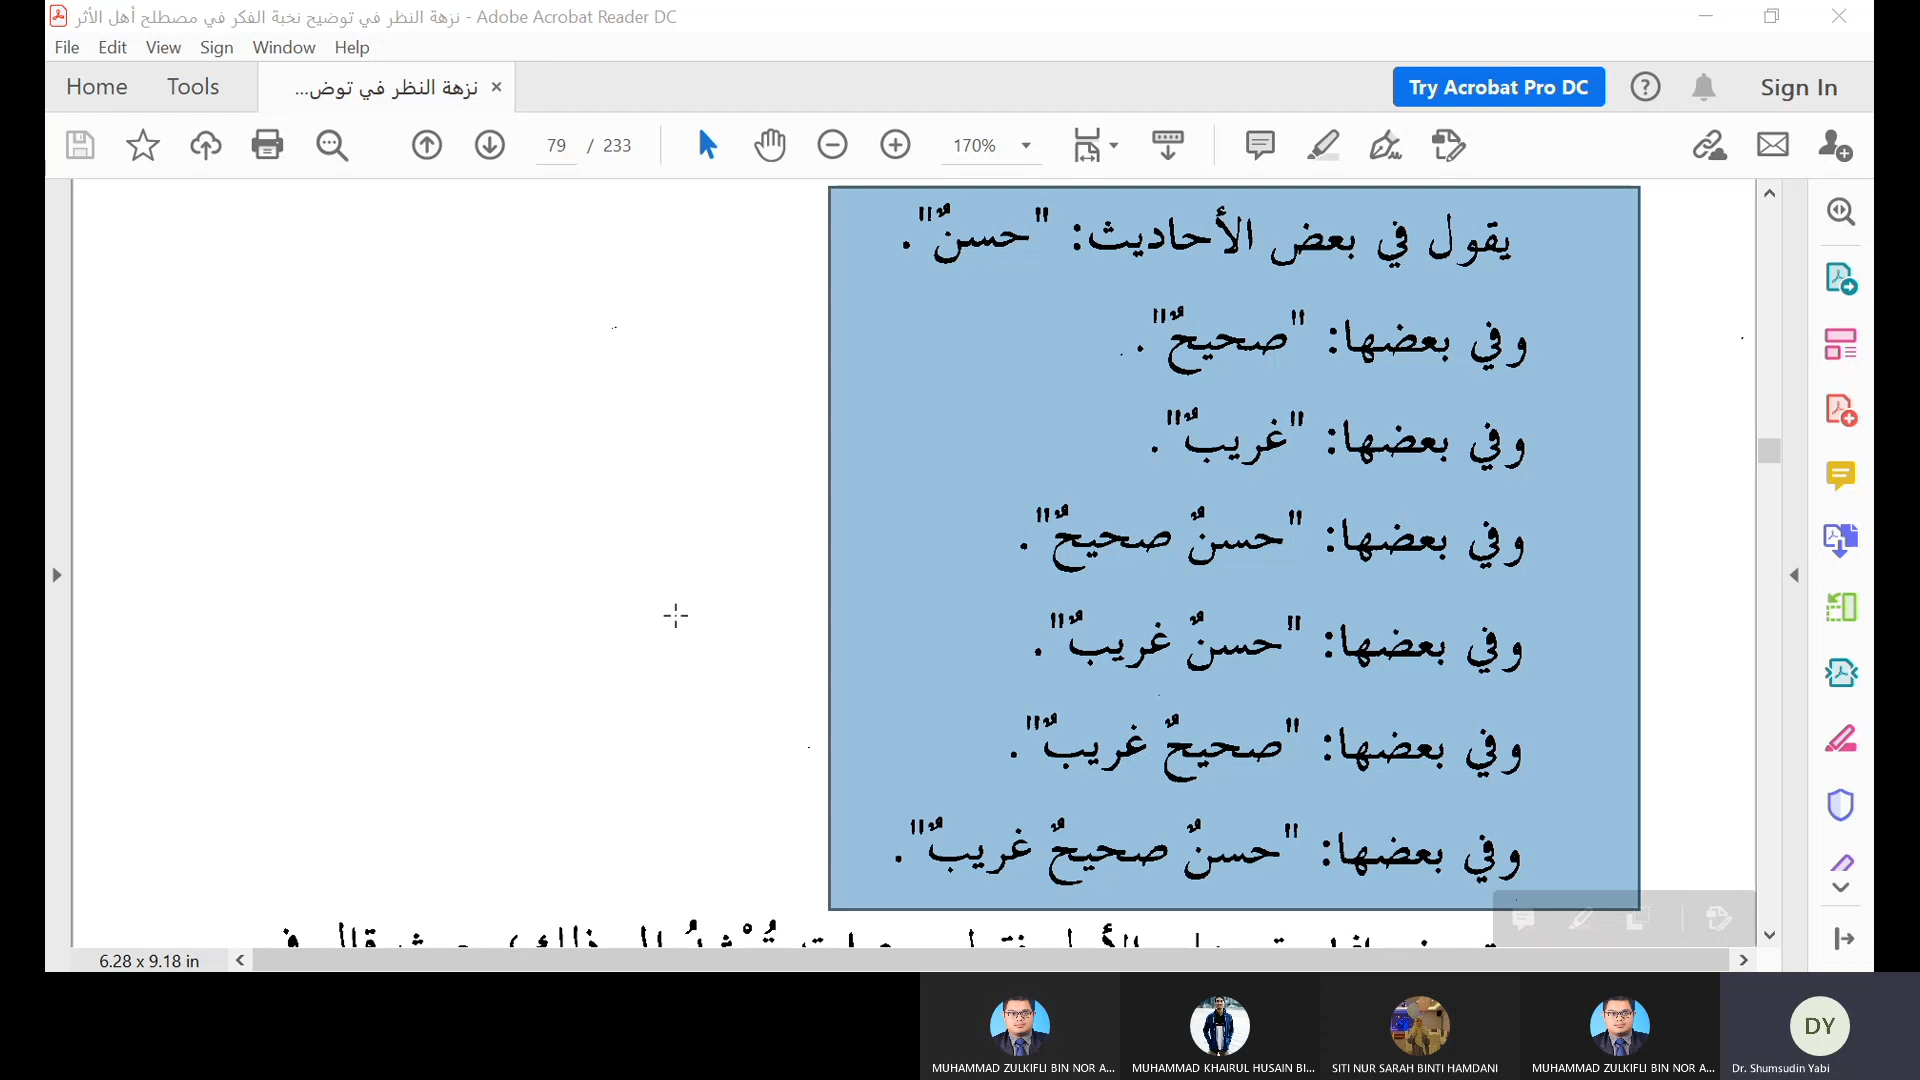 نزهة النظر في توضيح نخبة الفكر في مصطلح أهل الأثر - Adobe Acrobat Reader DC
File Edit View Sign Window Help
Home Tools نزهة النظر في توض... × Try Acrobat Pro DC ? Sign In
79 / 233 170%
يقول في بعض الأحاديث: "حسنٌ".
وفي بعضها: "صحيحٌ".
وفي بعضها: "غريبٌ".
وفي بعضها: "حسنٌ صحيحٌ".
وفي بعضها: "حسنٌ غريبٌ".
وفي بعضها: "صحيحٌ غريبٌ".
وفي بعضها: "حسنٌ صحيحٌ غريبٌ".
6.28 x 9.18 in
DY
MUHAMMAD ZULKIFLI BIN NOR A... MUHAMMAD KHAIRUL HUSAIN BI... SITI NUR SARAH BINTI HAMDANI MUHAMMAD ZULKIFLI BIN NOR A... Dr. Shumsudin Yabi